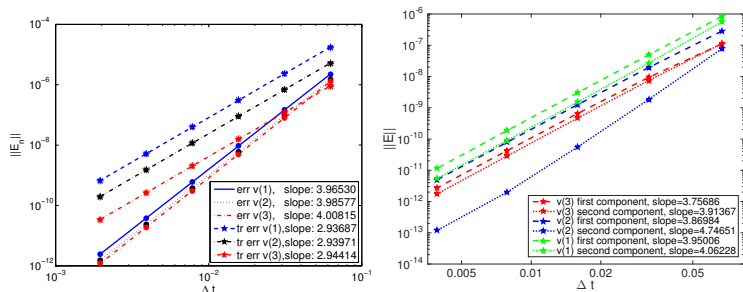 10^-4
10^-6
10^-8
10^-10
10^-12
||E_n||
10^-3
10^-2
10^-1
Δ t
err v(1), slope: 3.96530
err v(2), slope: 3.98577
err v(3), slope: 4.00815
tr err v(1),slope: 2.93687
tr err v(2),slope: 2.93971
tr err v(3),slope: 2.94414
10^-6
10^-7
10^-8
10^-9
10^-10
10^-11
10^-12
10^-13
10^-14
||E||
0.005
0.01
0.02
0.05
Δ t
v(3) first component, slope=3.75686
v(3) second component, slope=3.91367
v(2) first component, slope=3.86984
v(2) second component, slope=4.74651
v(1) first component, slope=3.95006
v(1) second component, slope=4.06228